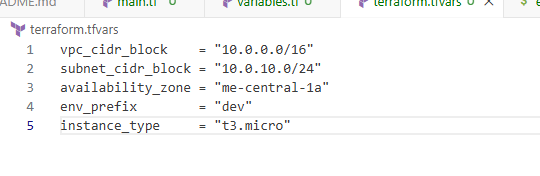 ADME.md main.tf U variables.tf U terraform.tfvars U $ e
terraform.tfvars
1 vpc_cidr_block = "10.0.0.0/16"
2 subnet_cidr_block = "10.0.10.0/24"
3 availability_zone = "me-central-1a"
4 env_prefix = "dev"
5 instance_type = "t3.micro"